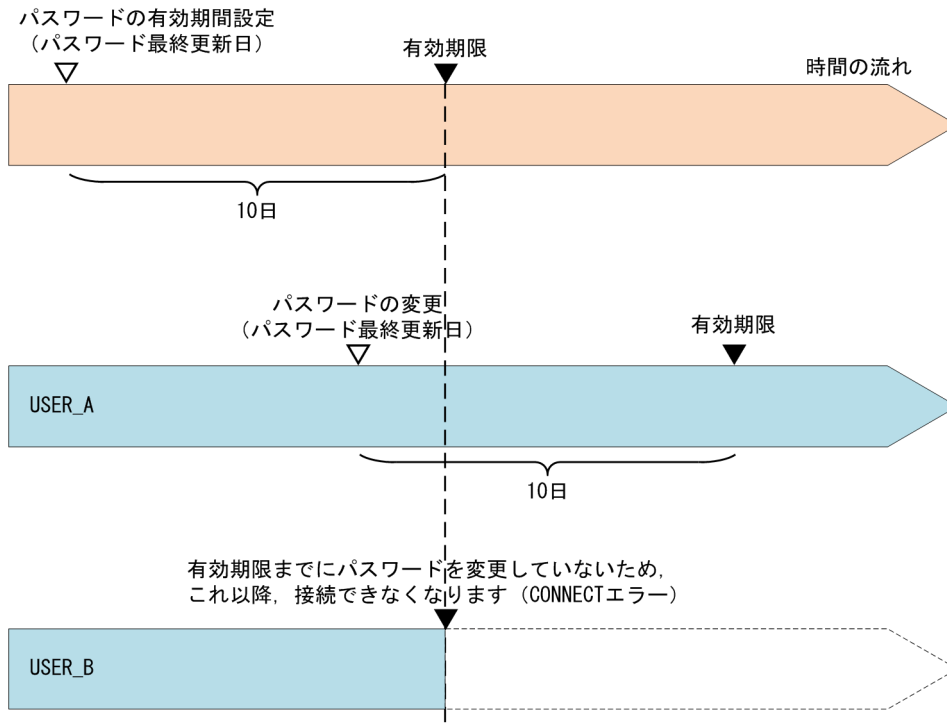 パスワードの有効期間設定
（パスワード最終更新日）
有効期限
時間の流れ
10日
パスワードの変更
（パスワード最終更新日）
有効期限
USER_A
10日
有効期限までにパスワードを変更していないため，
これ以降，接続できなくなります（CONNECTエラー）
USER_B